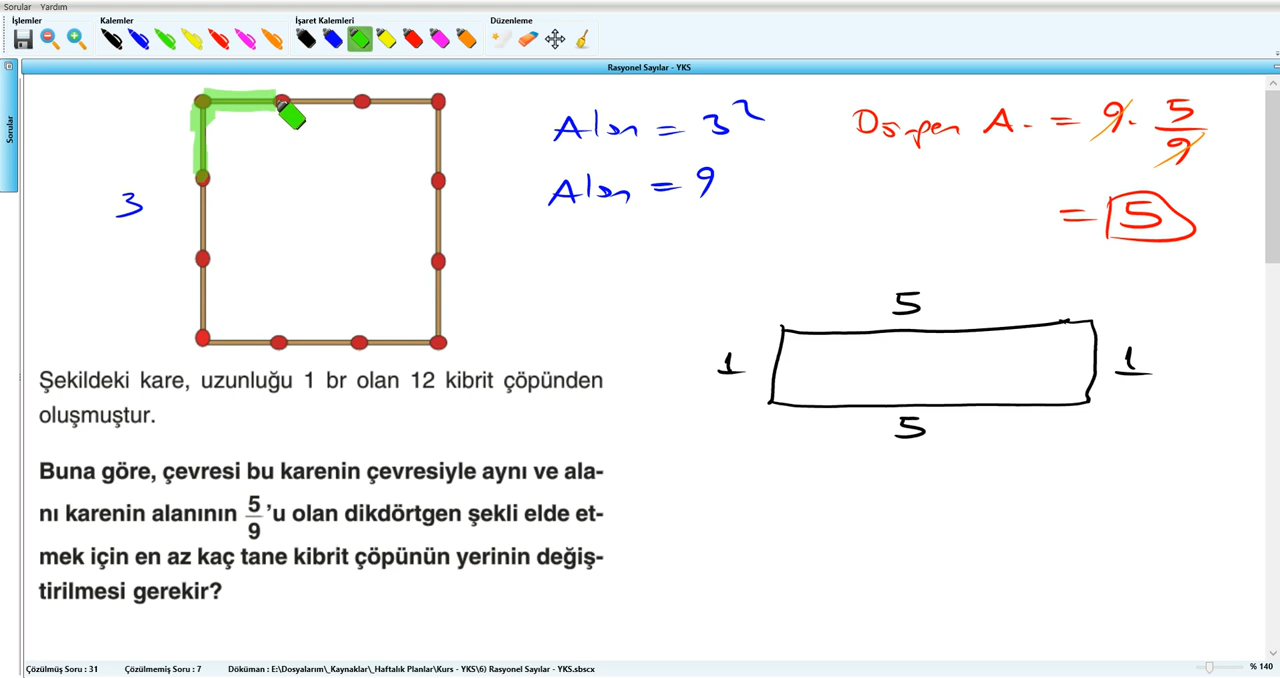 Sorular Yardım
İşlemler Kalemler İşaret Kalemleri Düzenleme
Rasyonel Sayılar - YKS
Sorular
3
Alan = 3²
Alan = 9
Dörtgen A. = 9 · 5/9
= 5
5
1 1
5
Şekildeki kare, uzunluğu 1 br olan 12 kibrit çöpünden
oluşmuştur.
Buna göre, çevresi bu karenin çevresiyle aynı ve ala-
nı karenin alanının 5/9 'u olan dikdörtgen şekli elde et-
mek için en az kaç tane kibrit çöpünün yerinin değiş-
tirilmesi gerekir?
Çözülmüş Soru : 31 Çözülmemiş Soru : 7 Döküman : E:\Dosyalarım\_Kaynaklar\_Haftalık Planlar\Kurs - YKS\6) Rasyonel Sayılar - YKS.sbscx % 140